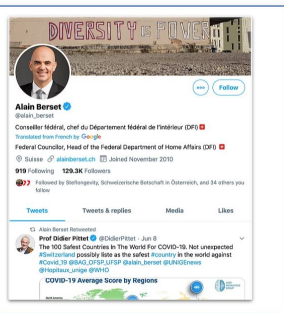 DIVERSITY is POWER
Follow
Alain Berset
@alain_berset
Conseiller fédéral, chef du Département fédéral de l'intérieur (DFI) 🇨🇭
Translated from French by Google
Federal Councilor, Head of the Federal Department of Home Affairs (DFI) 🇨🇭
Suisse alainberset.ch Joined November 2010
919 Following 129.3K Followers
Followed by Stellongevity, Schweizerische Botschaft in Österreich, and 34 others you
follow
Tweets Tweets & replies Media Likes
Alain Berset Retweeted
Prof Didier Pittet @DidierPittet · Jun 8
The 100 Safest Countries In The World For COVID-19. Not unexpected
#Switzerland possibly liste as the safest #country in the world against
#Covid_19 @BAG_OFSP_UFSP @alain_berset @UNIGEnews
@Hopitaux_unige @WHO
COVID-19 Average Score by Regions